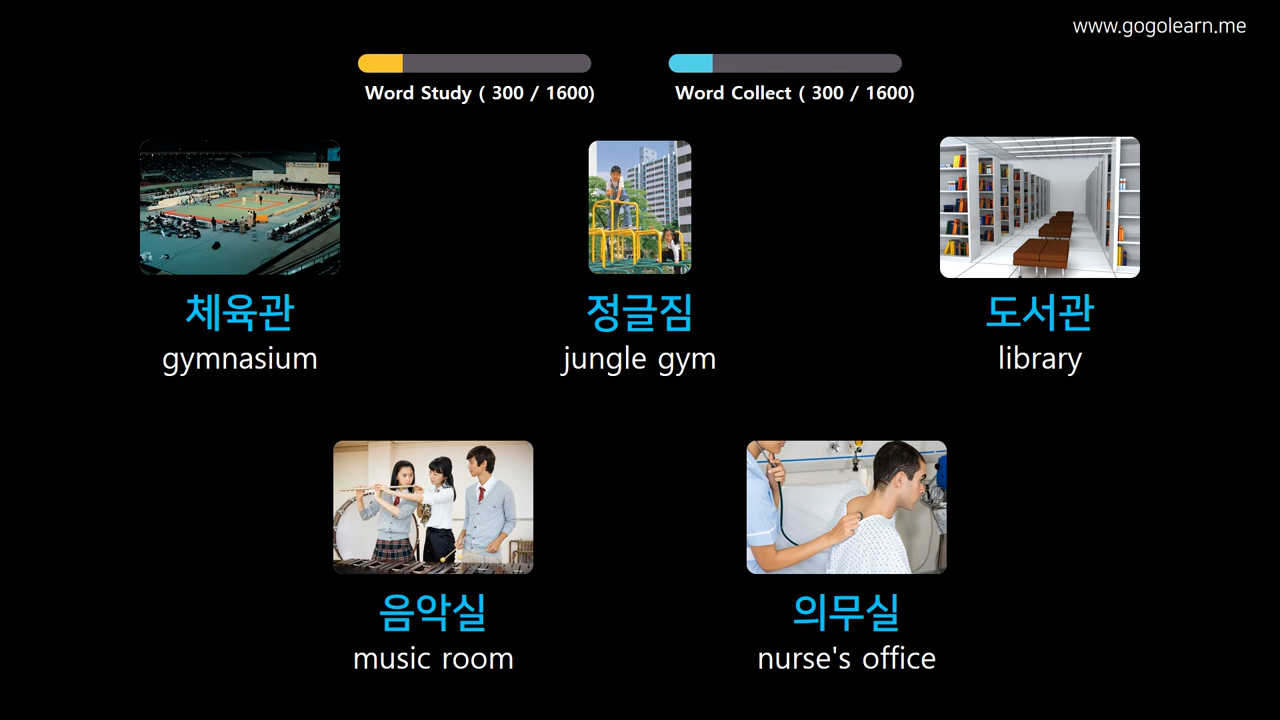 www.gogolearn.me
Word Study ( 300 / 1600)
Word Collect ( 300 / 1600)
체육관
gymnasium
정글짐
jungle gym
도서관
library
음악실
music room
의무실
nurse's office